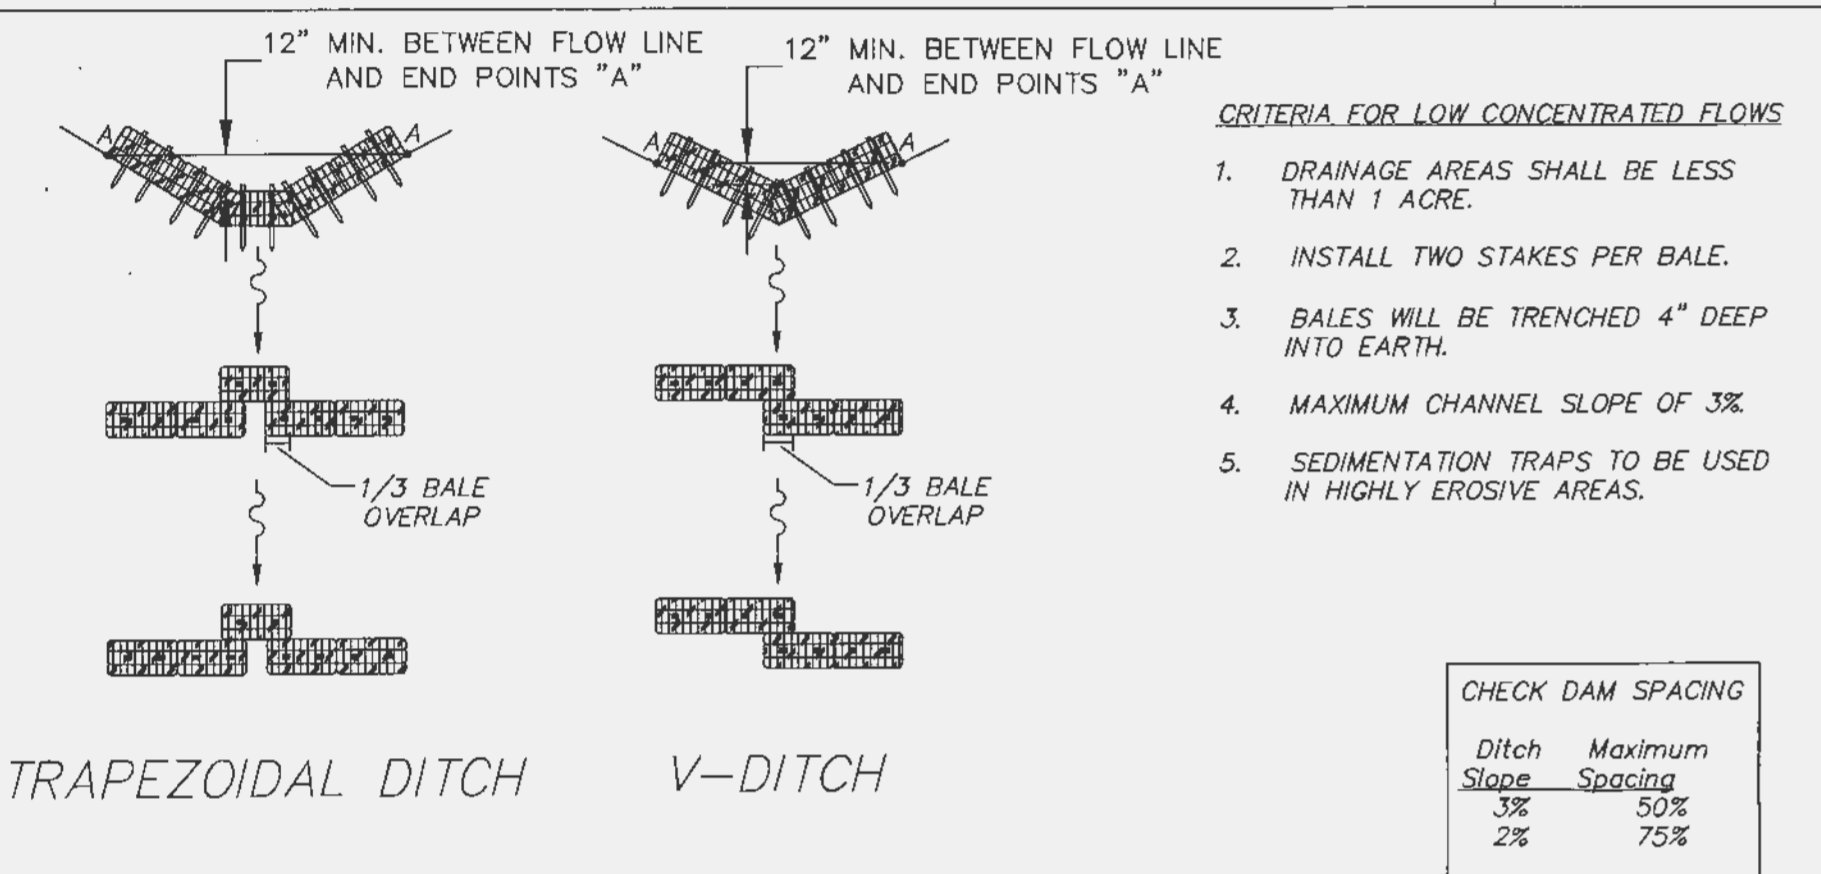 12" MIN. BETWEEN FLOW LINE
AND END POINTS "A"
A
A
12" MIN. BETWEEN FLOW LINE
AND END POINTS "A"
A
A
1/3 BALE
OVERLAP
1/3 BALE
OVERLAP
TRAPEZOIDAL DITCH
V-DITCH
CRITERIA FOR LOW CONCENTRATED FLOWS
1. DRAINAGE AREAS SHALL BE LESS
THAN 1 ACRE.
2. INSTALL TWO STAKES PER BALE.
3. BALES WILL BE TRENCHED 4" DEEP
INTO EARTH.
4. MAXIMUM CHANNEL SLOPE OF 3%.
5. SEDIMENTATION TRAPS TO BE USED
IN HIGHLY EROSIVE AREAS.
CHECK DAM SPACING
Ditch Maximum
Slope Spacing
3% 50%
2% 75%